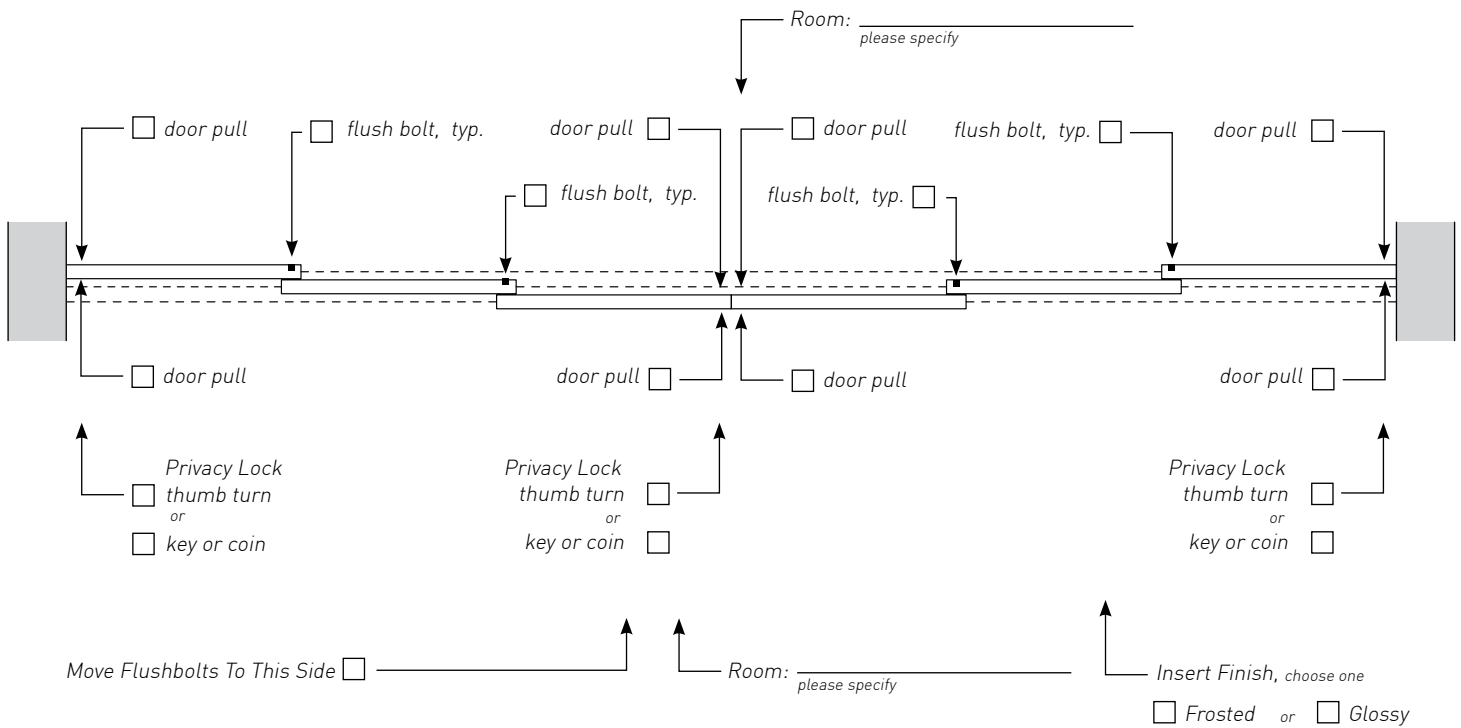 Room:
please specify
door pull
flush bolt, typ.
door pull
door pull
flush bolt, typ.
door pull
flush bolt, typ.
flush bolt, typ.
door pull
door pull
door pull
door pull
Privacy Lock
thumb turn
or
key or coin
Privacy Lock
thumb turn
or
key or coin
Privacy Lock
thumb turn
or
key or coin
Move Flushbolts To This Side
Room:
please specify
Insert Finish, choose one
Frosted or Glossy